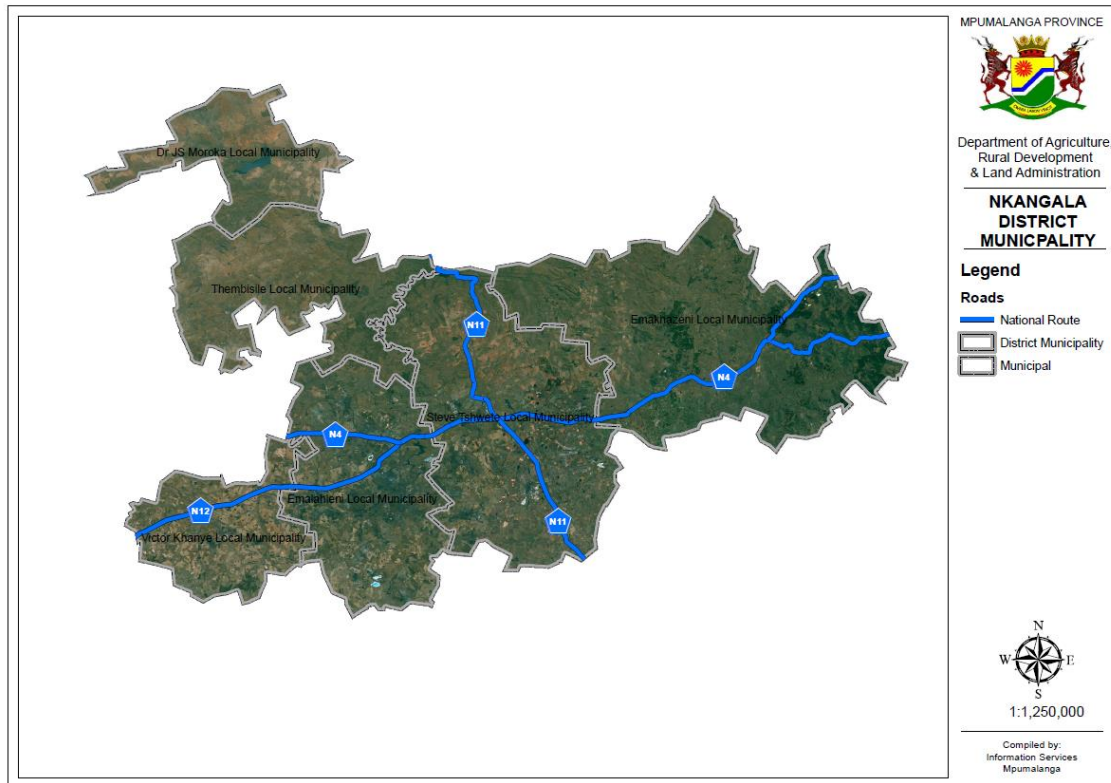 MPUMALANGA PROVINCE
Department of Agriculture
Rural Development
& Land Administration
NKANGALA
DISTRICT
MUNICPALITY
Legend
Roads
National Route
District Municipality
Municipal
N
W E
S
1:1,250,000
Compiled by:
Information Services
Mpumalanga
Dr JS Moroka Local Municipality
Thembisile Local Municipality
N11
Emakhazeni Local Municipality
N4
Steve Tshwete Local Municipality
N4
Emalahleni Local Municipality
N12
N11
Victor Khanye Local Municipality